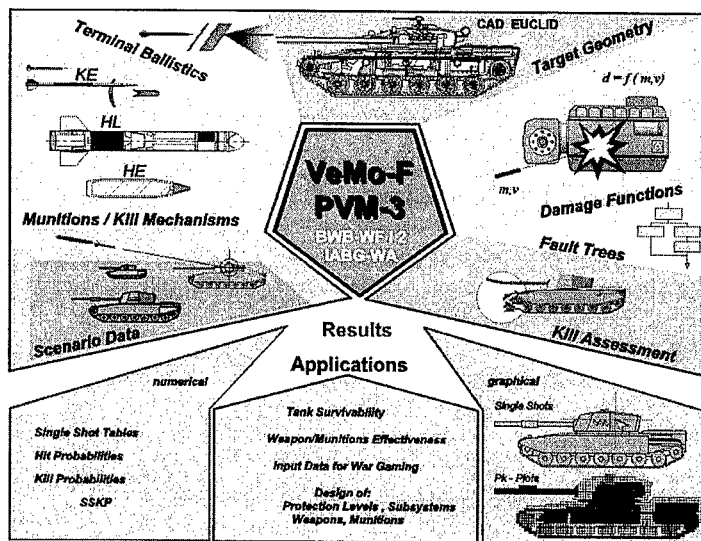 Terminal Ballistics
CAD EUCLID
Target Geometry
KE
HL
HE
Munitions / Kill Mechanisms
d = f ( m,v)
m;v
Damage Functions
Fault Trees
VeMo-F
PVM-3
BWB-WF I 2
IABG-WA
Scenario Data
Kill Assessment
Results
Applications
numerical
Single Shot Tables
Hit Probabilities
Kill Probabilities
SSKP
Tank Survivability
Weapon/Munitions Effectiveness
Input Data for War Gaming
Design of:
Protection Levels , Subsystems
Weapons, Munitions
graphical
Single Shots
Pk - Plots